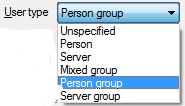 User type Person group
Unspecified
Person
Server
Mixed group
Person group
Server group